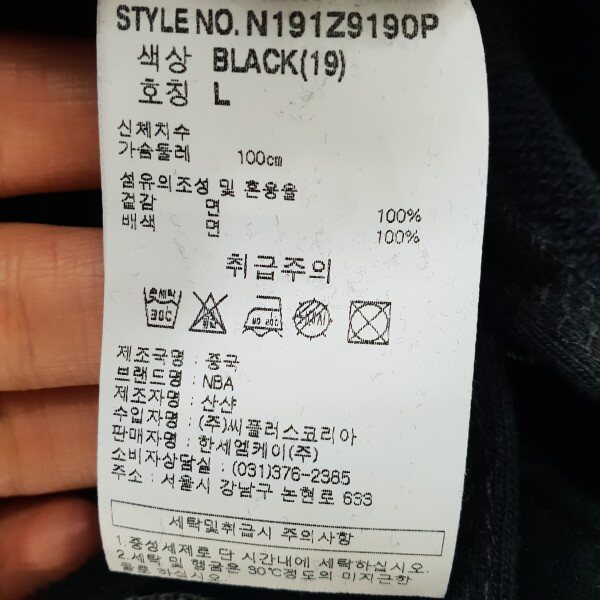 STYLE NO. N191Z9190P
색상 BLACK(19)
호칭 L
신체치수
가슴둘레 100cm
섬유의조성 및 혼용율
겉감 면 100%
배색 면 100%
취급주의
손세탁 30C
제조국명 : 중국
브랜드명 : NBA
제조자명 : 산샨
수입자명 : (주)씨플러스코리아
판매자명 : 한세엠케이(주)
소비자상담실 : (031)376-2385
주소 : 서울시 강남구 논현로 633
세탁및취급시 주의사항
1.중성세제로 단 시간내에 세탁하십시오.
2.세탁 및 헹굼은 30℃정도의 미지근한
로 하십시오.